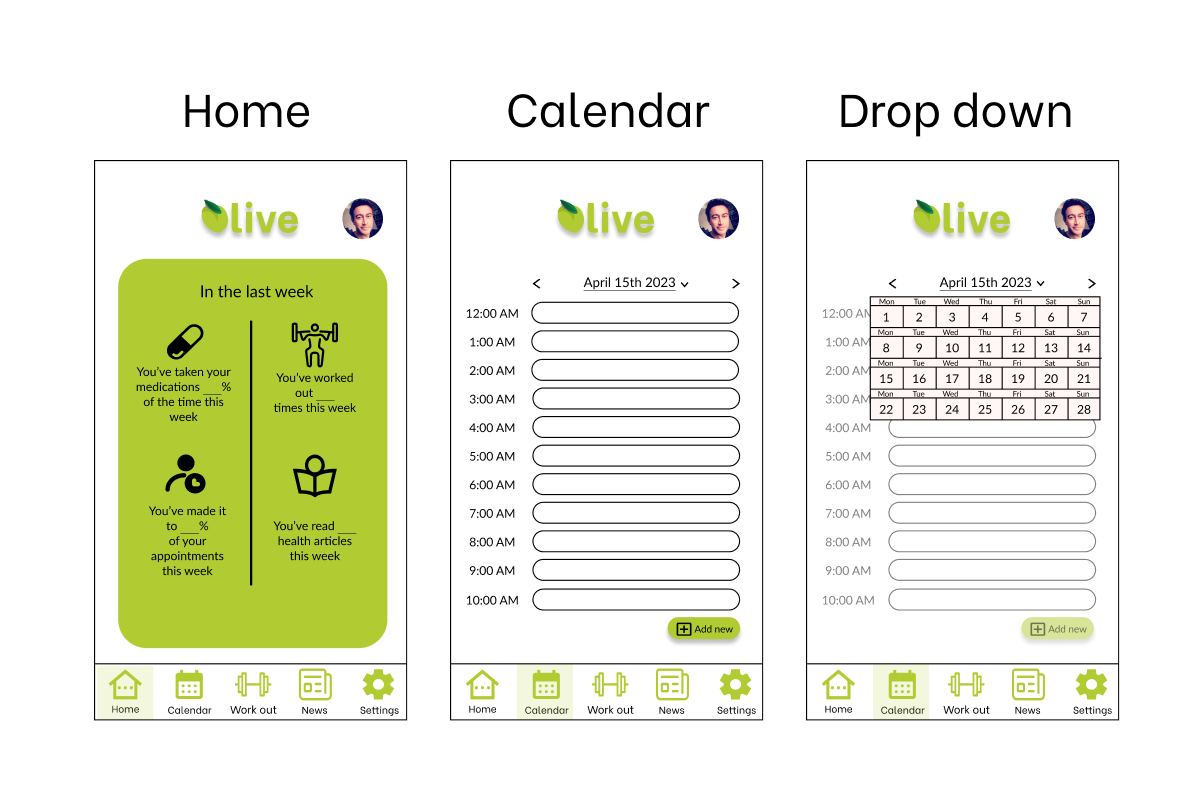 Home
Calendar
Drop down
Olive
In the last week
You've taken your
medications ___%
of the time this
week
You've worked
out ___
times this week
You've made it
to ___%
of your
appointments
this week
You've read ___
health articles
this week
Home
Calendar
Work out
News
Settings
Olive
< April 15th 2023 >
12:00 AM
1:00 AM
2:00 AM
3:00 AM
4:00 AM
5:00 AM
6:00 AM
7:00 AM
8:00 AM
9:00 AM
10:00 AM
Add new
Home
Calendar
Work out
News
Settings
Olive
< April 15th 2023 >
Mon Tue Wed Thu Fri Sat Sun
12:00 AM 1 2 3 4 5 6 7
Mon Tue Wed Thu Fri Sat Sun
1:00 AM 8 9 10 11 12 13 14
Mon Tue Wed Thu Fri Sat Sun
2:00 AM 15 16 17 18 19 20 21
Mon Tue Wed Thu Fri Sat Sun
3:00 AM 22 23 24 25 26 27 28
4:00 AM
5:00 AM
6:00 AM
7:00 AM
8:00 AM
9:00 AM
10:00 AM
Add new
Home
Calendar
Work out
News
Settings